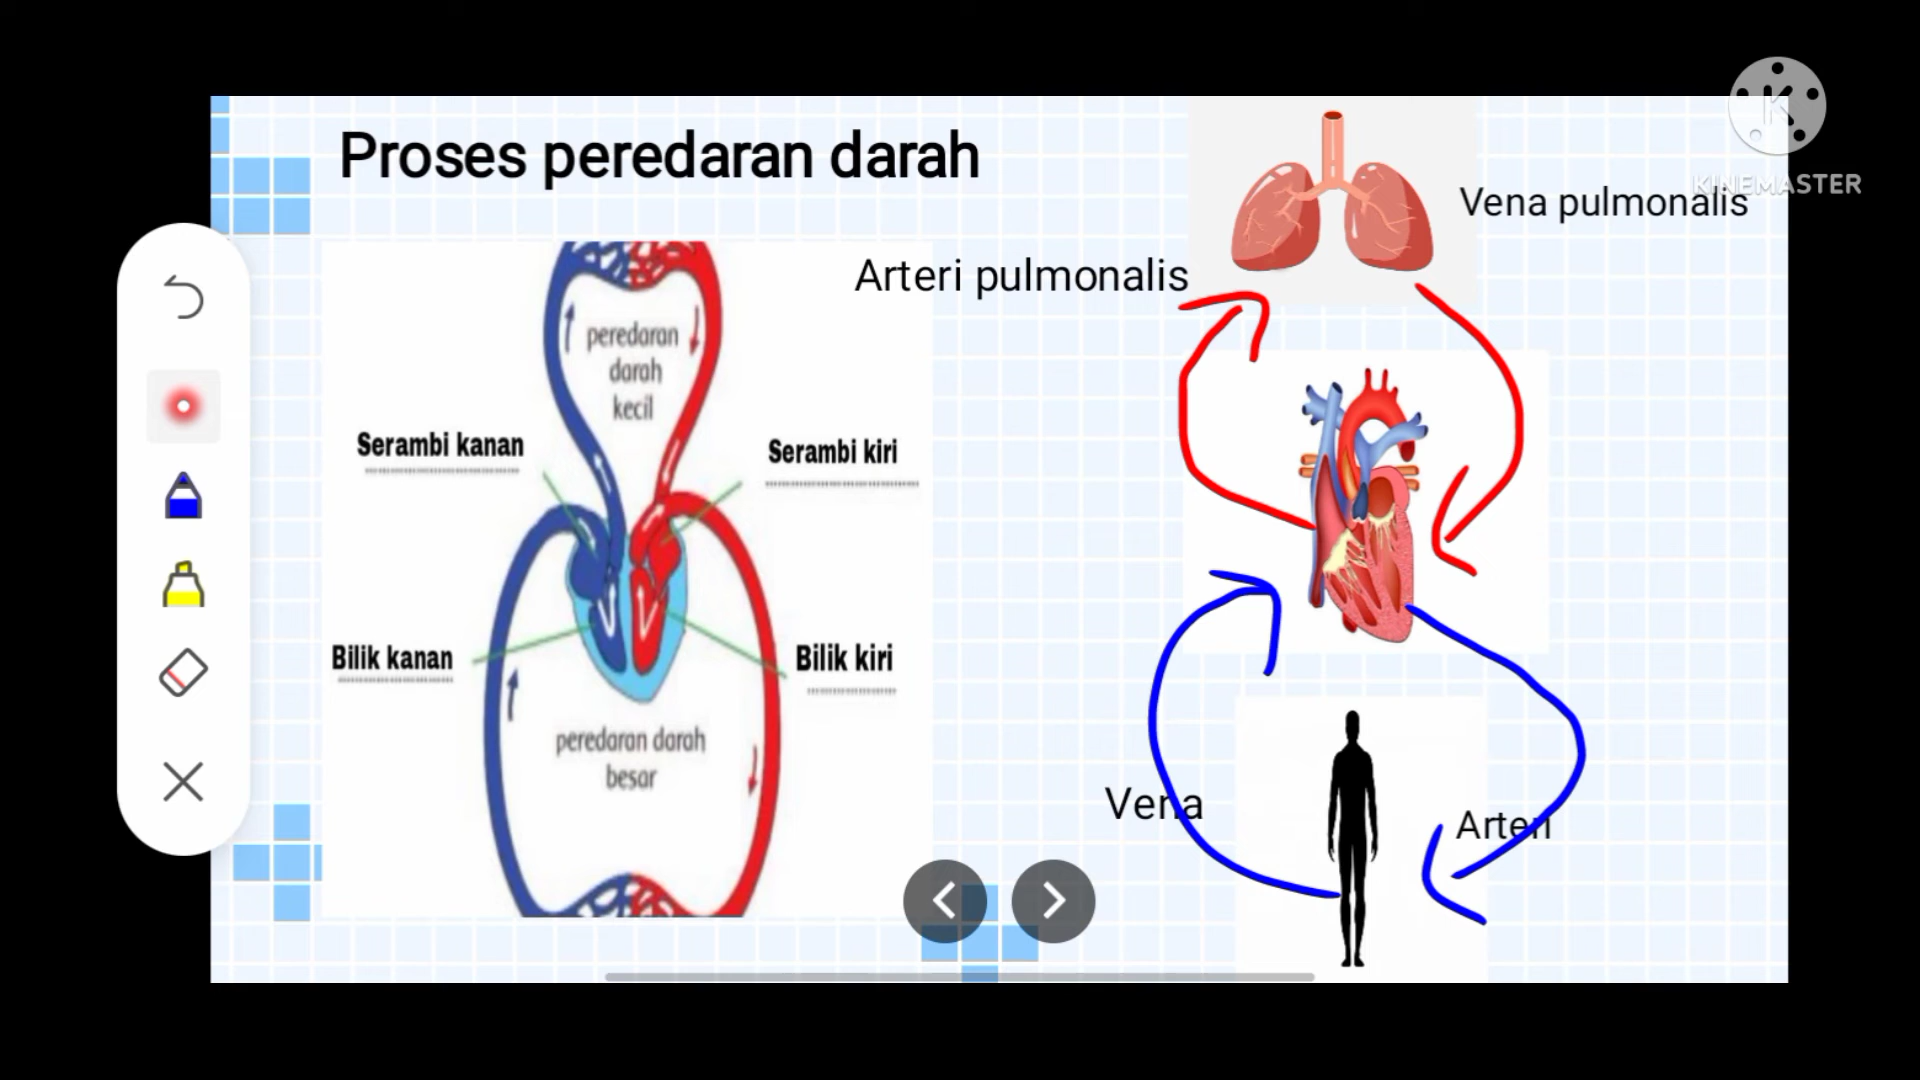 Proses peredaran darah
KINEMASTER
Vena pulmonalis
Arteri pulmonalis
peredaran
darah
kecil
Serambi kanan
Serambi kiri
Bilik kanan
Bilik kiri
peredaran darah
besar
Vena
Arteri